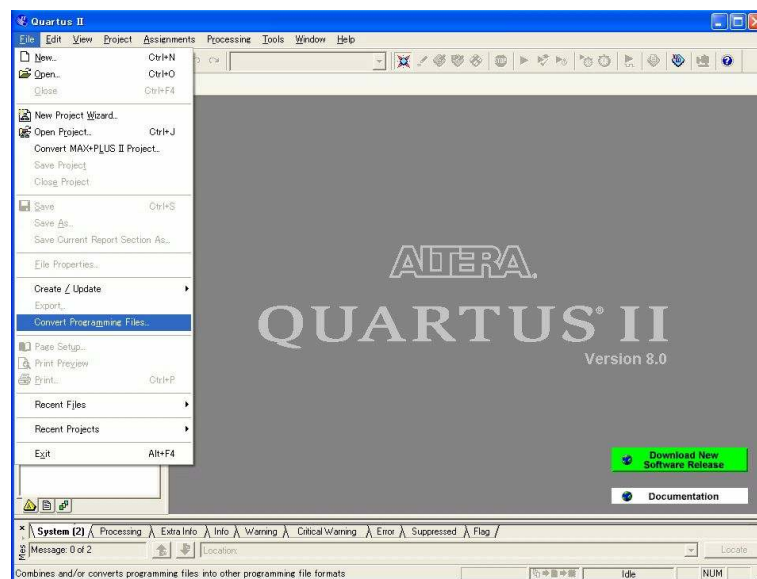 Quartus II
File Edit View Project Assignments Processing Tools Window Help
New... Ctrl+N
Open... Ctrl+O
Close Ctrl+F4
New Project Wizard...
Open Project... Ctrl+J
Convert MAX+PLUS II Project...
Save Project
Close Project
Save Ctrl+S
Save As...
Save Current Report Section As...
File Properties...
Create / Update
Export...
Convert Programming Files...
Page Setup...
Print Preview
Print... Ctrl+P
Recent Files
Recent Projects
Exit Alt+F4
ALTERA.
QUARTUS® II
Version 8.0
Download New
Software Release
Documentation
System (2) Processing Extra Info Info Warning Critical Warning Error Suppressed Flag
Mes
Message: 0 of 2 Location: Locate
Combines and/or converts programming files into other programming file formats Idle NUM